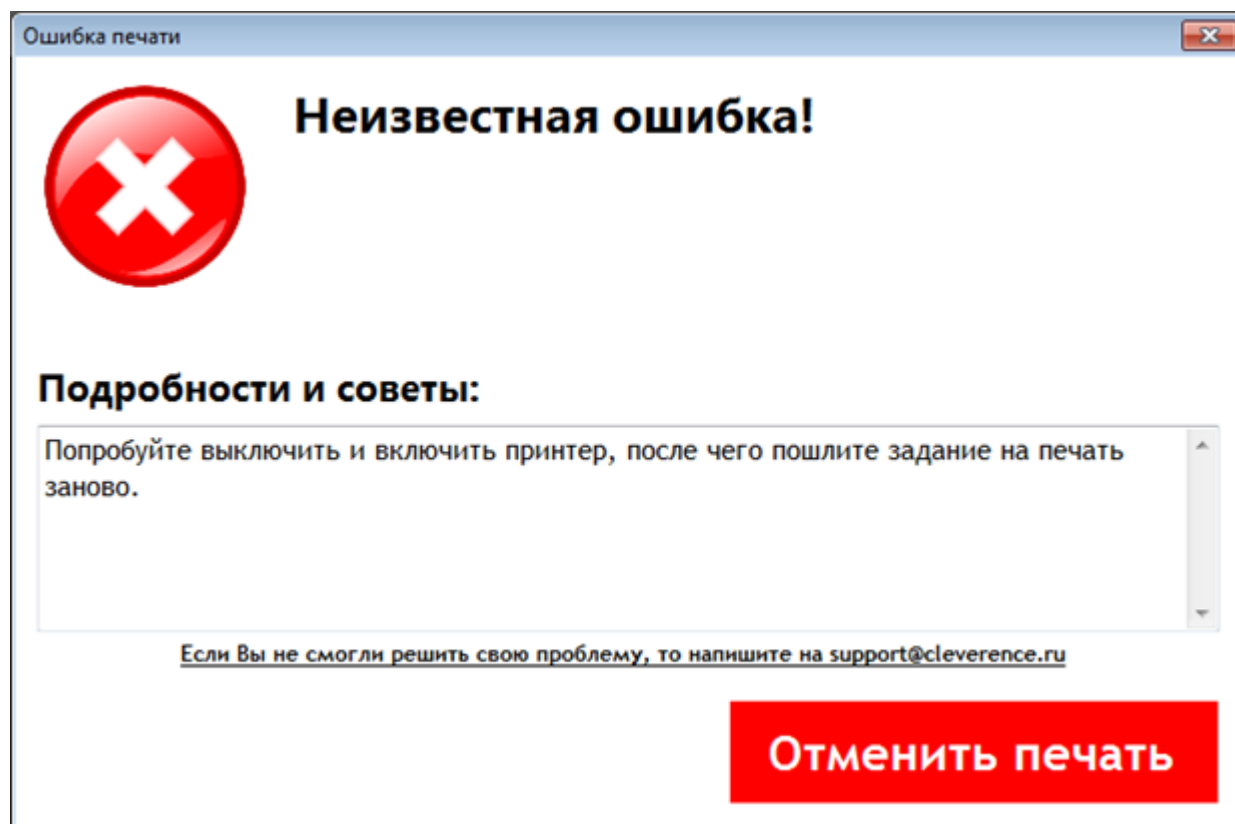 Ошибка печати
Неизвестная ошибка!
Подробности и советы:
Попробуйте выключить и включить принтер, после чего пошлите задание на печать
заново.
Если Вы не смогли решить свою проблему, то напишите на support@cleverence.ru
Отменить печать